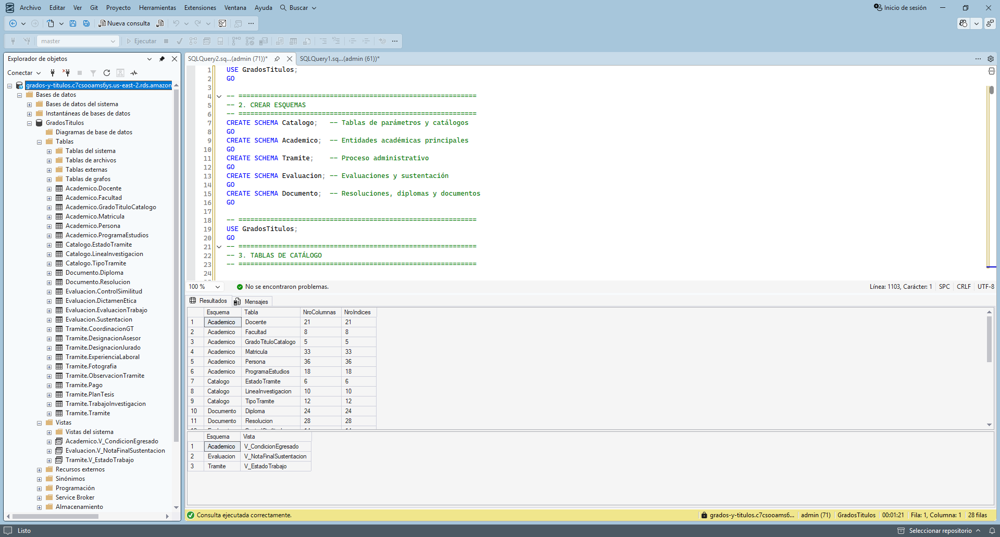 Archivo Editar Ver Git Proyecto Herramientas Extensiones Ventana Ayuda Buscar Inicio de sesión
Nueva consulta
master Ejecutar
Explorador de objetos
Conectar
grados-y-titulos.c7csooams6ys.us-east-2.rds.amazon
Bases de datos
Bases de datos del sistema
Instantáneas de bases de datos
GradosTitulos
Diagramas de base de datos
Tablas
Tablas del sistema
Tablas de archivos
Tablas externas
Tablas de grafos
Academico.Docente
Academico.Facultad
Academico.GradoTituloCatalogo
Academico.Matricula
Academico.Persona
Academico.ProgramaEstudios
Catalogo.EstadoTramite
Catalogo.LineaInvestigacion
Catalogo.TipoTramite
Documento.Diploma
Documento.Resolucion
Evaluacion.ControlSimilitud
Evaluacion.DictamenEtica
Evaluacion.EvaluacionTrabajo
Evaluacion.Sustentacion
Tramite.CoordinacionGT
Tramite.DesignacionAsesor
Tramite.DesignacionJurado
Tramite.ExperienciaLaboral
Tramite.Fotografia
Tramite.ObservacionTramite
Tramite.Pago
Tramite.PlanTesis
Tramite.TrabajoInvestigacion
Tramite.Tramite
Vistas
Vistas del sistema
Academico.V_CondicionEgresado
Evaluacion.V_NotaFinalSustentacion
Tramite.V_EstadoTrabajo
Recursos externos
Sinónimos
Programación
Service Broker
Almacenamiento
SQLQuery2.sq...(admin (71))* SQLQuery1.sq...(admin (61))*
1 USE GradosTitulos;
2 GO
3
4 -- ============================================================
5 -- 2. CREAR ESQUEMAS
6 -- ============================================================
7 CREATE SCHEMA Catalogo; -- Tablas de parámetros y catálogos
8 GO
9 CREATE SCHEMA Academico; -- Entidades académicas principales
10 GO
11 CREATE SCHEMA Tramite; -- Proceso administrativo
12 GO
13 CREATE SCHEMA Evaluacion; -- Evaluaciones y sustentación
14 GO
15 CREATE SCHEMA Documento; -- Resoluciones, diplomas y documentos
16 GO
17
18 -- ============================================================
19 USE GradosTitulos;
20 GO
21 -- ============================================================
22 -- 3. TABLAS DE CATÁLOGO
23 -- ============================================================
24
100 % No se encontraron problemas. Línea: 1103, Carácter: 1 SPC CRLF UTF-8
Resultados Mensajes
Esquema Tabla NroColumnas NroIndices
1 Academico Docente 21 21
2 Academico Facultad 8 8
3 Academico GradoTituloCatalogo 5 5
4 Academico Matricula 33 33
5 Academico Persona 36 36
6 Academico ProgramaEstudios 18 18
7 Catalogo EstadoTramite 6 6
8 Catalogo LineaInvestigacion 10 10
9 Catalogo TipoTramite 12 12
10 Documento Diploma 24 24
11 Documento Resolucion 28 28
Esquema Vista
1 Academico V_CondicionEgresado
2 Evaluacion V_NotaFinalSustentacion
3 Tramite V_EstadoTrabajo
Consulta ejecutada correctamente. grados-y-titulos.c7csooams6... admin (71) GradosTitulos 00:01:21 Fila: 1, Columna: 1 28 filas
Listo Seleccionar repositorio